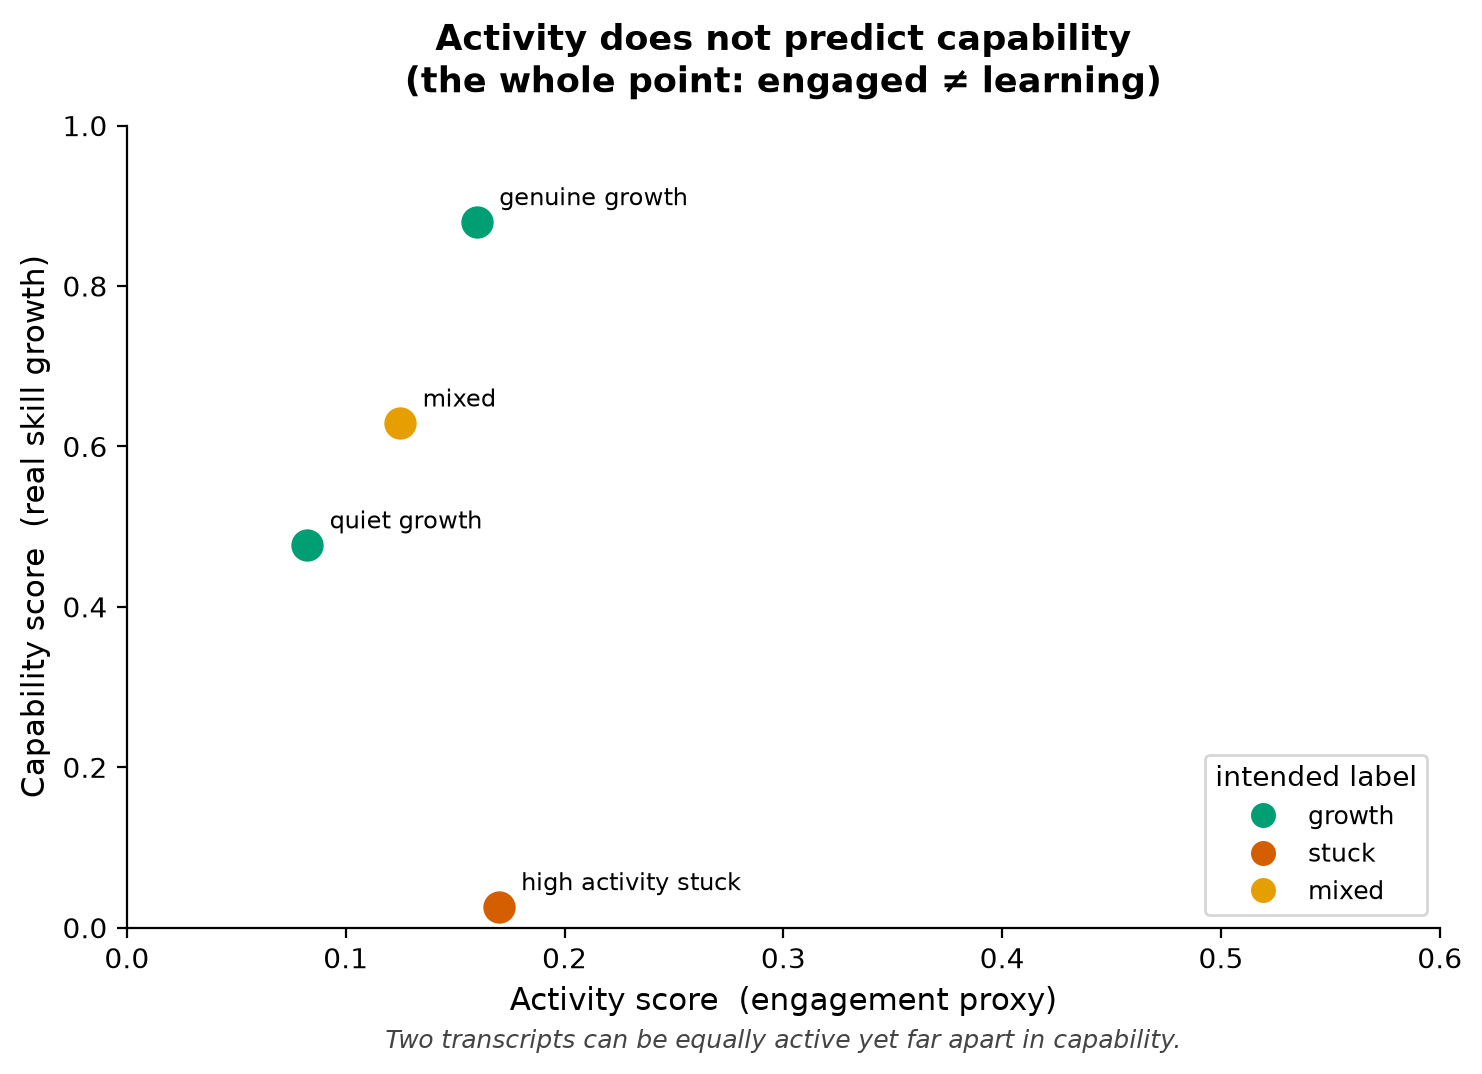 Activity does not predict capability
(the whole point: engaged ≠ learning)
1.0
0.8
0.6
0.4
0.2
0.0
Capability score  (real skill growth)
genuine growth
mixed
quiet growth
high activity stuck
intended label
growth
stuck
mixed
0.0 0.1 0.2 0.3 0.4 0.5 0.6
Activity score  (engagement proxy)
Two transcripts can be equally active yet far apart in capability.